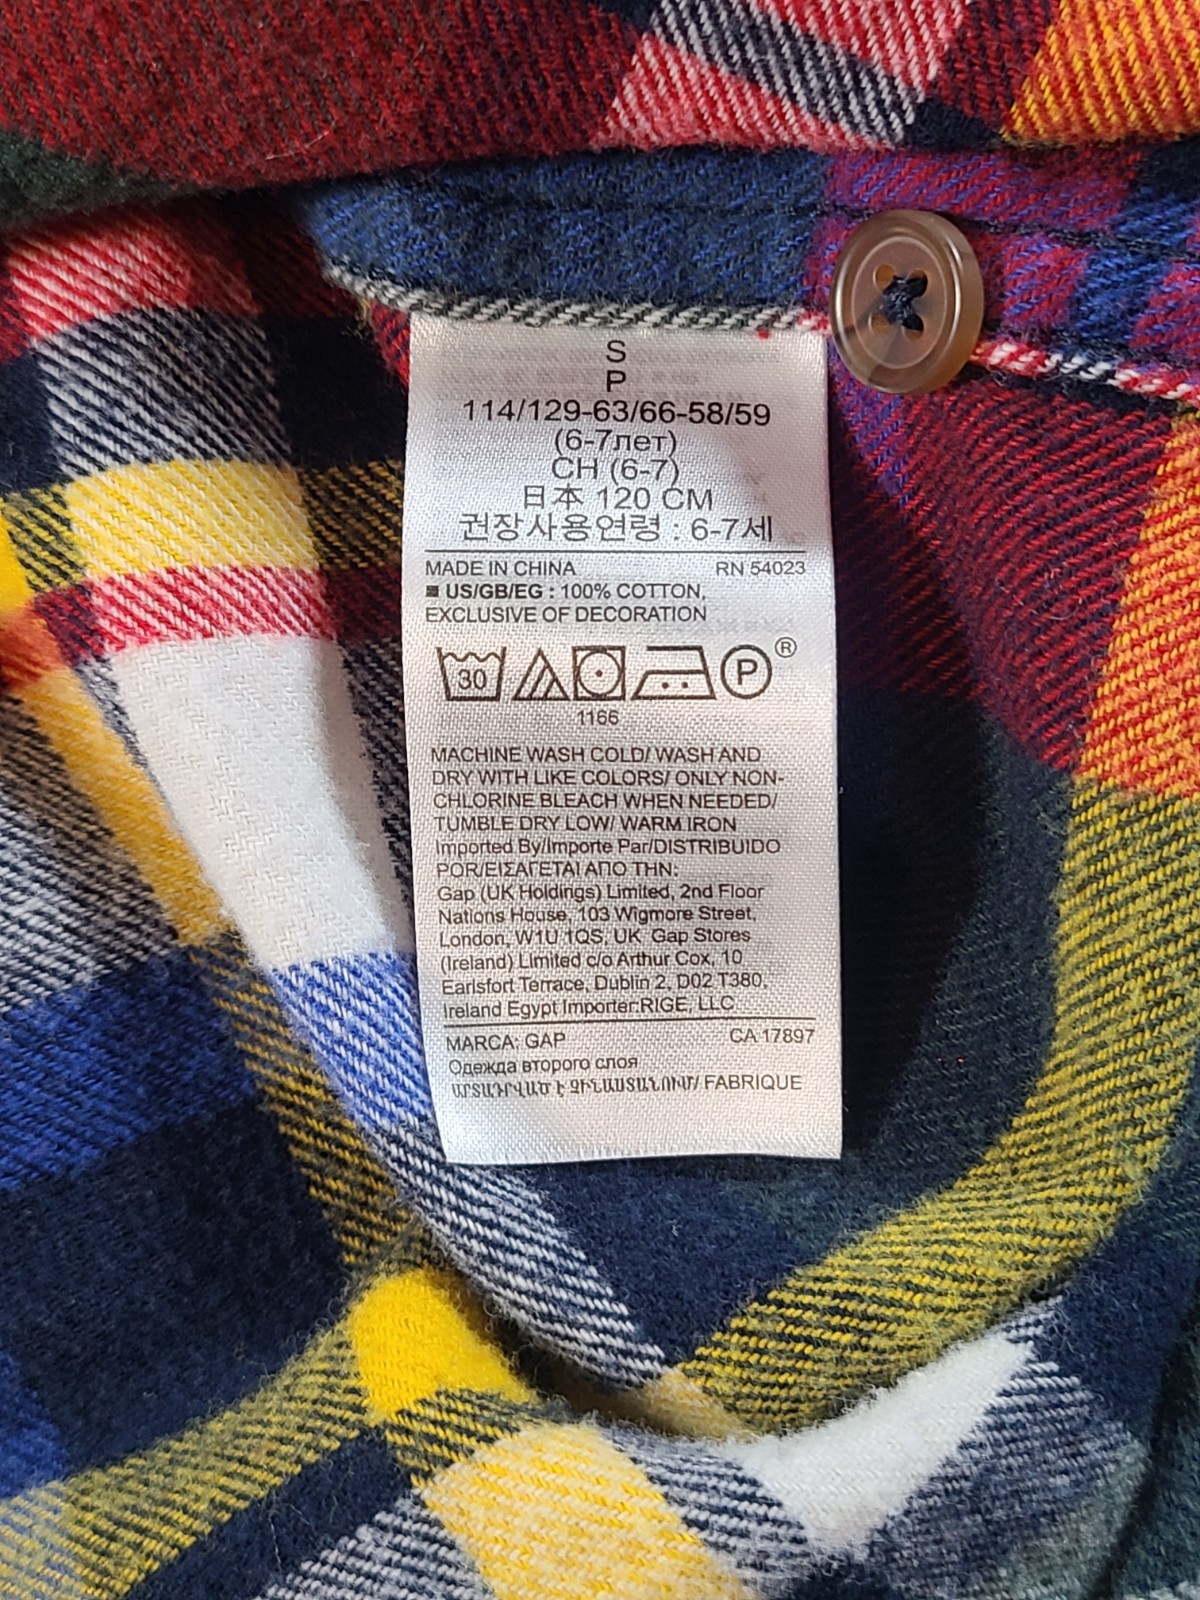 S
P
114/129-63/66-58/59
(6-7лет)
CH (6-7)
日本 120 CM
권장사용연령 : 6-7세
MADE IN CHINA RN 54023
US/GB/EG : 100% COTTON,
EXCLUSIVE OF DECORATION
30 P ®
1166
MACHINE WASH COLD/ WASH AND
DRY WITH LIKE COLORS/ ONLY NON-
CHLORINE BLEACH WHEN NEEDED/
TUMBLE DRY LOW/ WARM IRON
Imported By/Importe Par/DISTRIBUIDO
POR/ΕΙΣΑΓΕΤΑΙ ΑΠΟ ΤΗΝ:
Gap (UK Holdings) Limited, 2nd Floor
Nations House, 103 Wigmore Street,
London, W1U 1QS, UK Gap Stores
(Ireland) Limited c/o Arthur Cox, 10
Earlsfort Terrace, Dublin 2, D02 T380,
Ireland Egypt Importer:RIGE, LLC
MARCA: GAP CA 17897
Одежда второго слоя
ԱՐՏԱԴՐՎԱԾ Է ՉԻՆԱՍՏԱՆՈՒՄ/ FABRIQUE